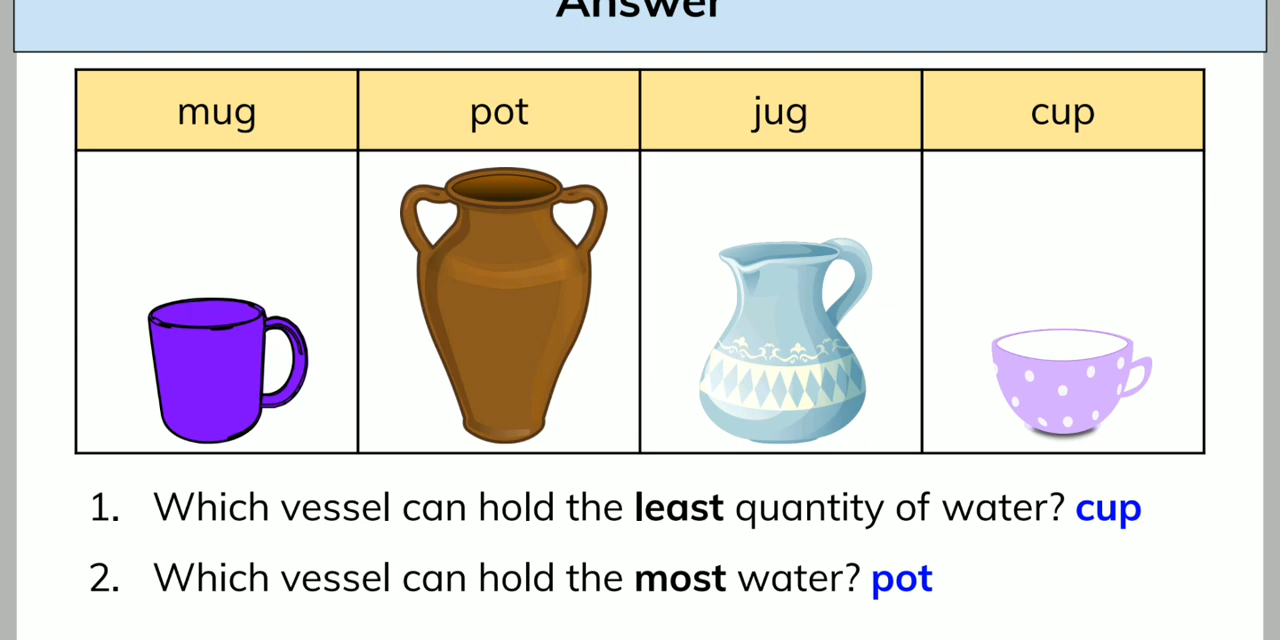 Answer
mug pot jug cup
1. Which vessel can hold the least quantity of water? cup
2. Which vessel can hold the most water? pot